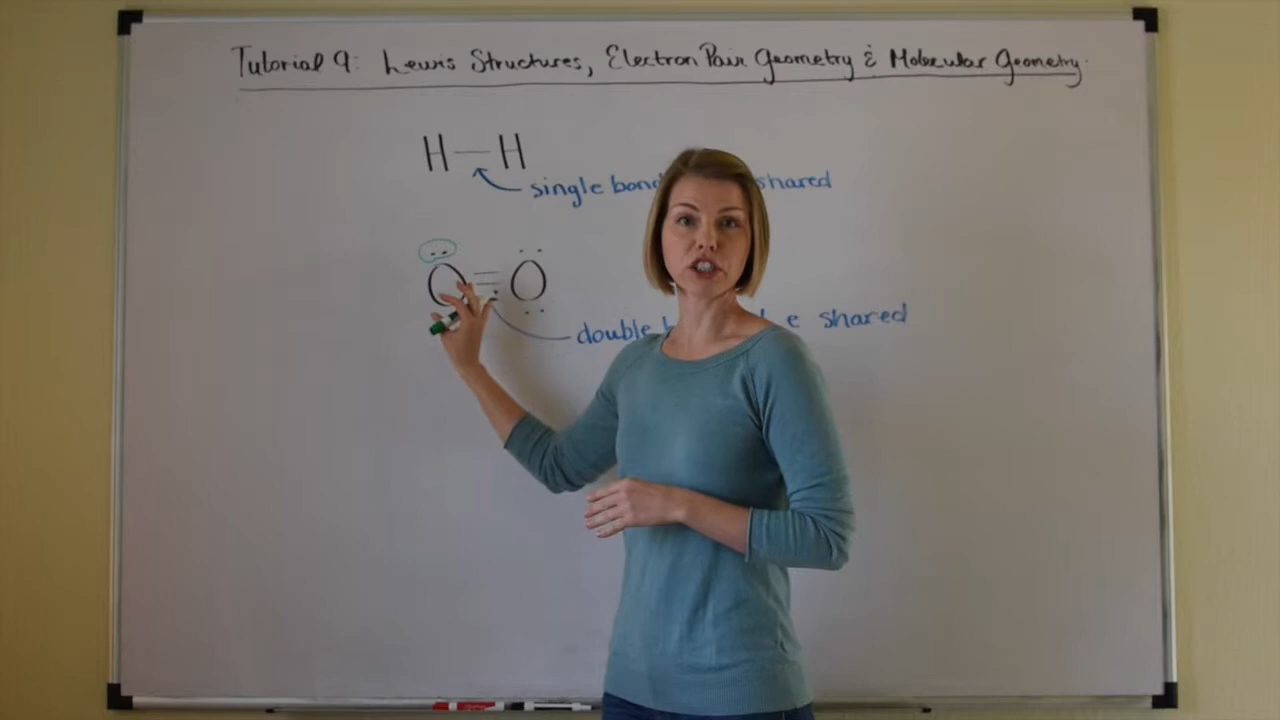 Tutorial 9: Lewis Structures, Electron Pair Geometry & Molecular Geometry.
H — H
single bond shared
O = O
double e shared